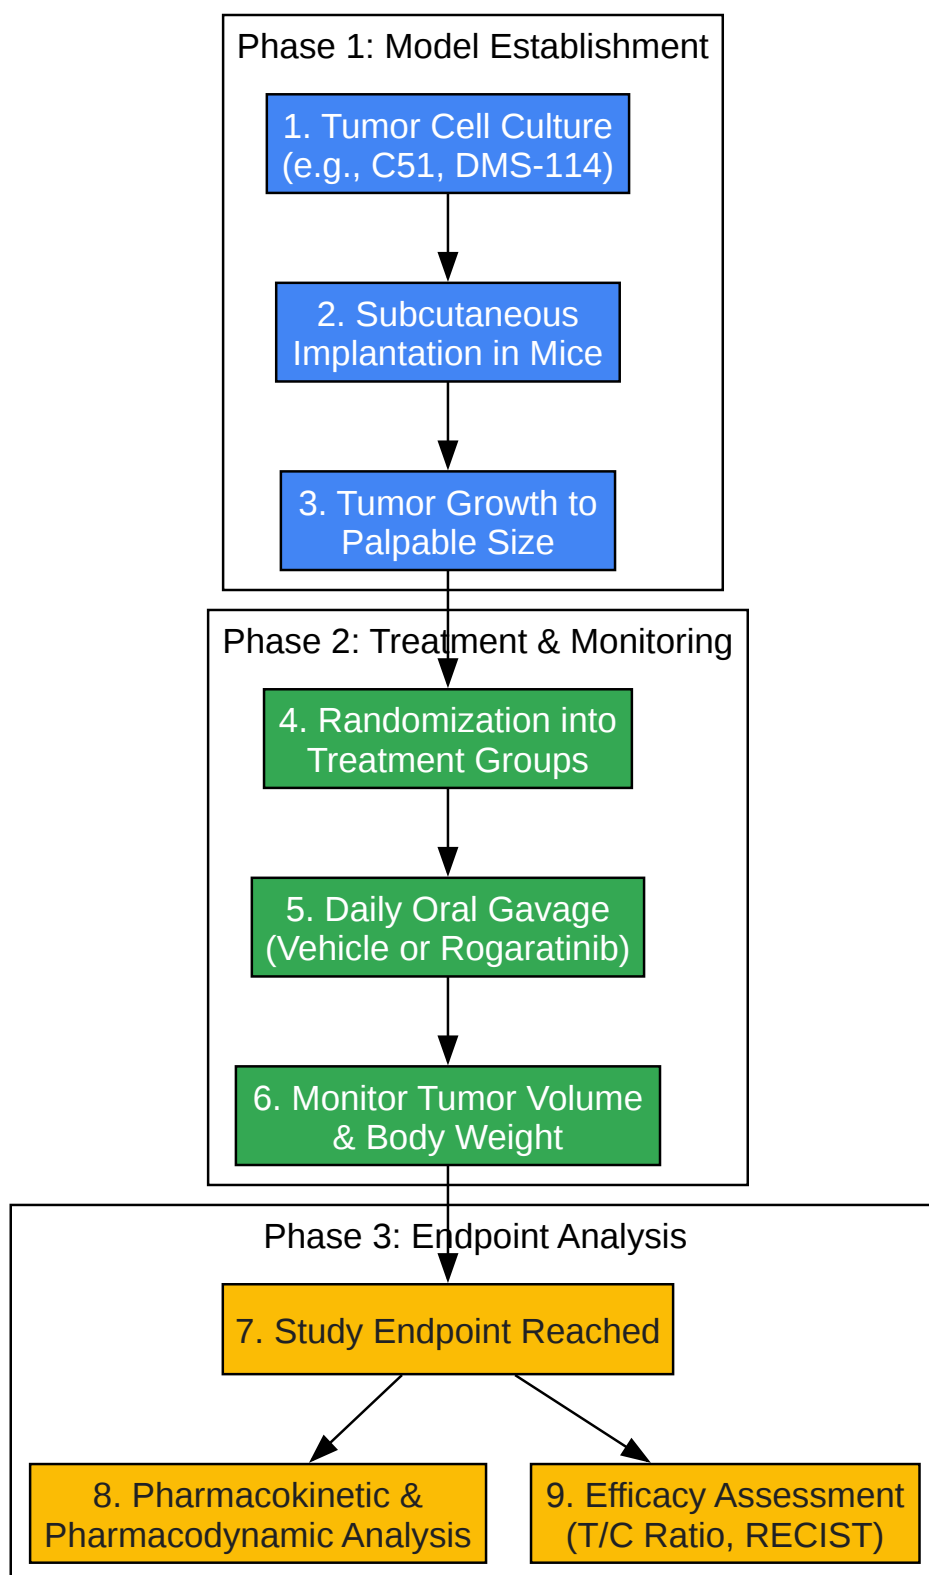 Phase 1: Model Establishment
1. Tumor Cell Culture
(e.g., C51, DMS-114)
2. Subcutaneous
Implantation in Mice
3. Tumor Growth to
Palpable Size
Phase 2: Treatment & Monitoring
4. Randomization into
Treatment Groups
5. Daily Oral Gavage
(Vehicle or Rogaratinib)
6. Monitor Tumor Volume
& Body Weight
Phase 3: Endpoint Analysis
7. Study Endpoint Reached
8. Pharmacokinetic &
Pharmacodynamic Analysis
9. Efficacy Assessment
(T/C Ratio, RECIST)